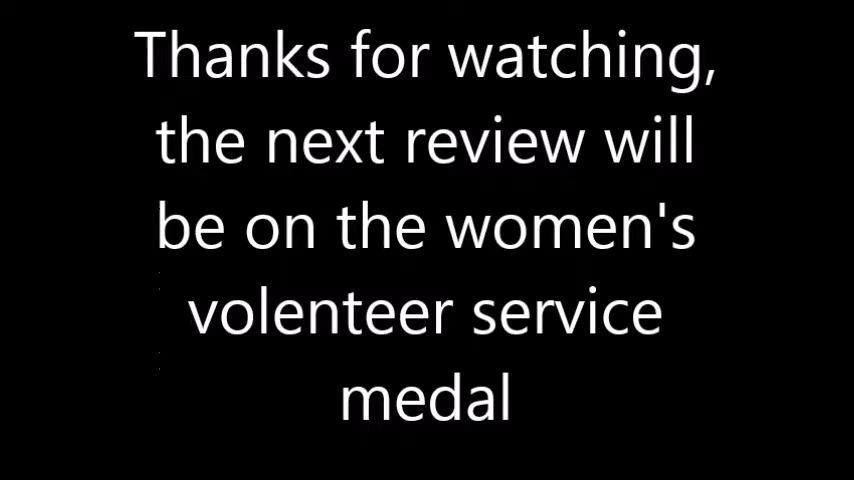 Thanks for watching,
the next review will
be on the women's
volenteer service
medal